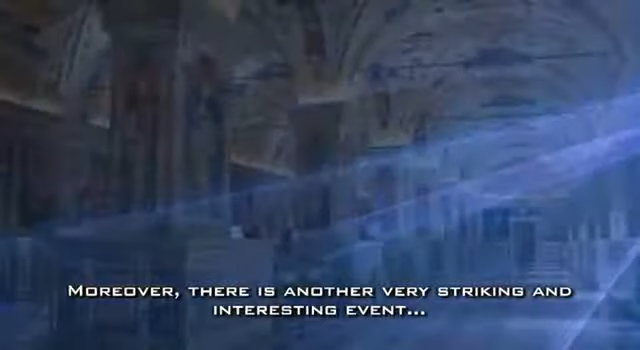 Moreover, there is another very striking and
interesting event...